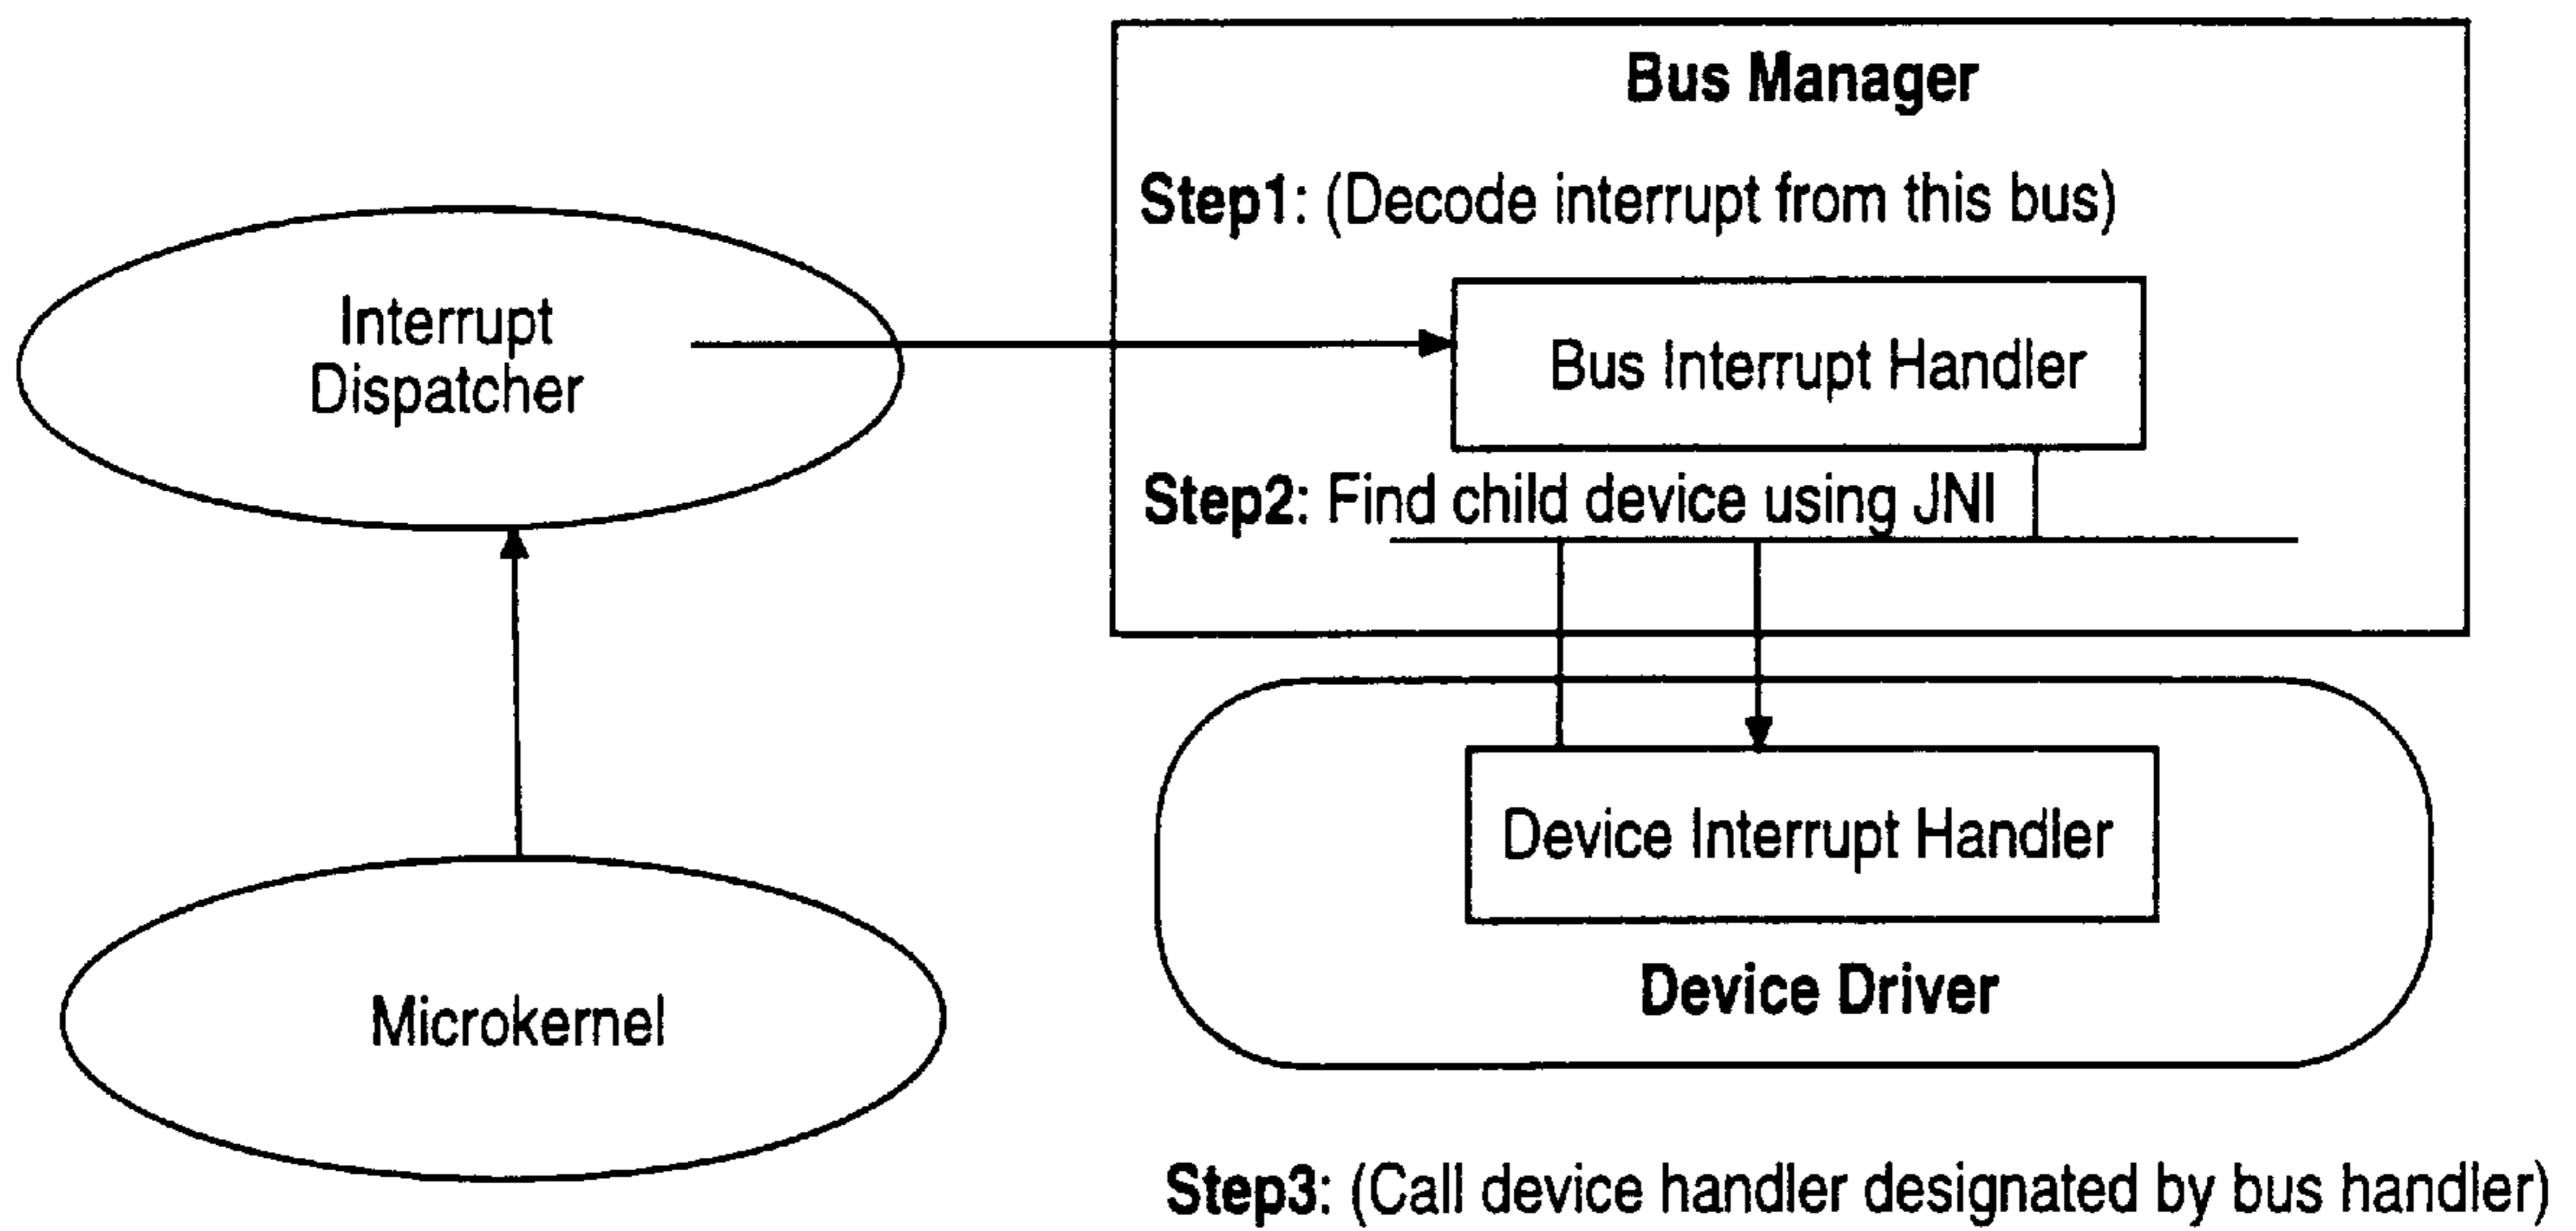 Bus Manager
Step1: (Decode interrupt from this bus)
Interrupt
Dispatcher
Bus Interrupt Handler
Step2: Find child device using JNI
Device Interrupt Handler
Device Driver
Microkernel
Step3: (Call device handler designated by bus handler)